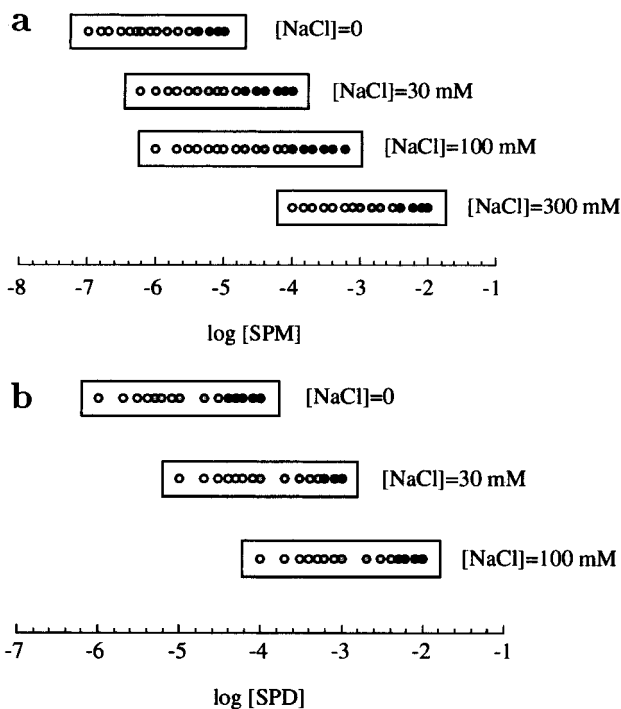 a
[NaCl]=0
[NaCl]=30 mM
[NaCl]=100 mM
[NaCl]=300 mM
-8 -7 -6 -5 -4 -3 -2 -1
log [SPM]
b
[NaCl]=0
[NaCl]=30 mM
[NaCl]=100 mM
-7 -6 -5 -4 -3 -2 -1
log [SPD]